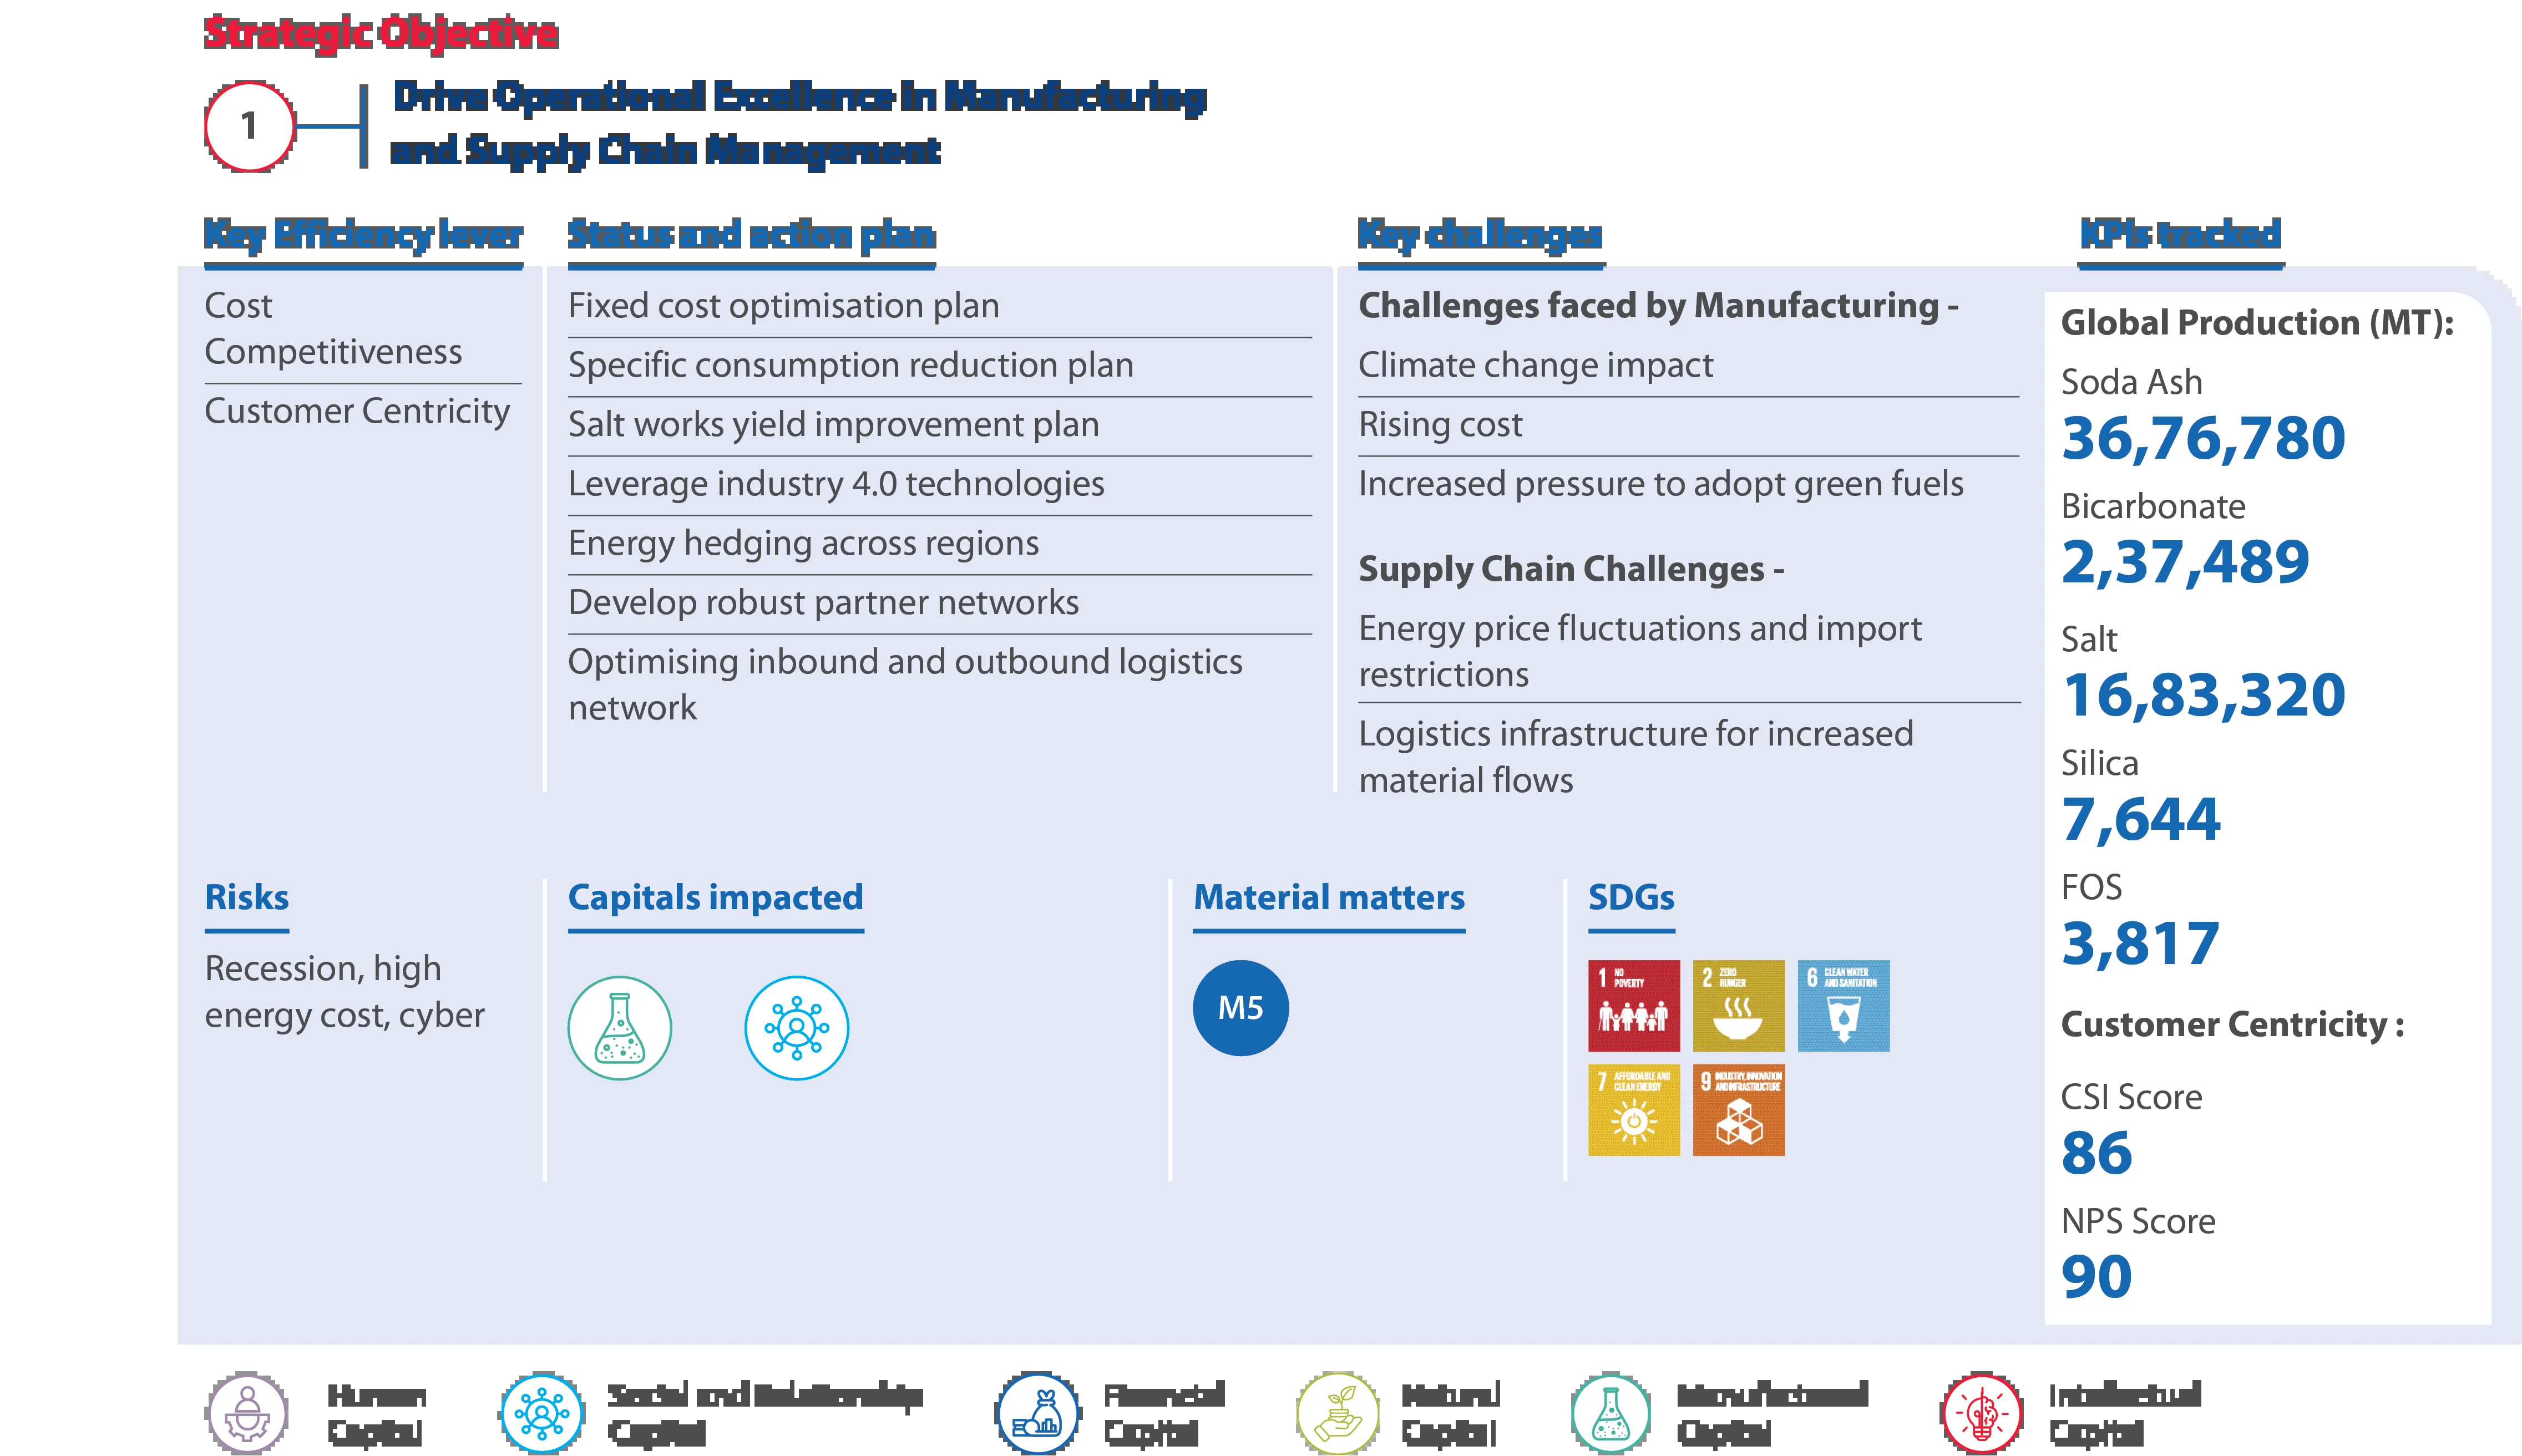 Strategic Objective
1
Drive Operational Excellence in Manufacturing
and Supply Chain Management
Key Efficiency lever
Cost
Competitiveness
Customer Centricity
Status and action plan
Fixed cost optimisation plan
Specific consumption reduction plan
Salt works yield improvement plan
Leverage industry 4.0 technologies
Energy hedging across regions
Develop robust partner networks
Optimising inbound and outbound logistics
network
Key challenges
Challenges faced by Manufacturing -
Climate change impact
Rising cost
Increased pressure to adopt green fuels
Supply Chain Challenges -
Energy price fluctuations and import
restrictions
Logistics infrastructure for increased
material flows
KPIs tracked
Global Production (MT):
Soda Ash
36,76,780
Bicarbonate
2,37,489
Salt
16,83,320
Silica
7,644
FOS
3,817
Customer Centricity :
CSI Score
86
NPS Score
90
Risks
Recession, high
energy cost, cyber
Capitals impacted
Material matters
M5
SDGs
1 NO
POVERTY
2 ZERO
HUNGER
6 CLEAN WATER
AND SANITATION
7 AFFORDABLE AND
CLEAN ENERGY
9 INDUSTRY, INNOVATION
AND INFRASTRUCTURE
Human
Capital
Social and Relationship
Capital
Financial
Capital
Natural
Capital
Manufactured
Capital
Intellectual
Capital